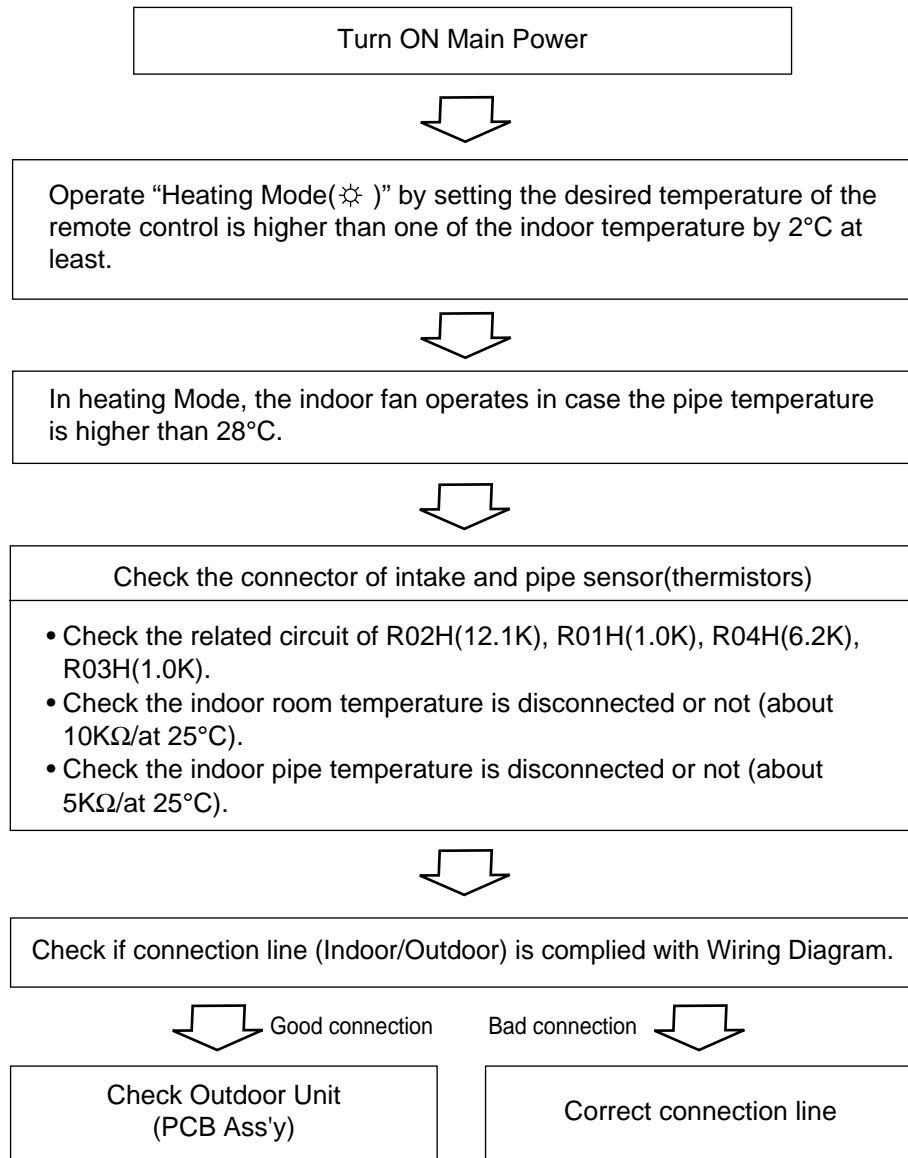 Turn ON Main Power
Operate “Heating Mode(☼ )” by setting the desired temperature of the
remote control is higher than one of the indoor temperature by 2°C at
least.
In heating Mode, the indoor fan operates in case the pipe temperature
is higher than 28°C.
Check the connector of intake and pipe sensor(thermistors)
• Check the related circuit of R02H(12.1K), R01H(1.0K), R04H(6.2K),
R03H(1.0K).
• Check the indoor room temperature is disconnected or not (about
10KΩ/at 25°C).
• Check the indoor pipe temperature is disconnected or not (about
5KΩ/at 25°C).
Check if connection line (Indoor/Outdoor) is complied with Wiring Diagram.
Good connection
Bad connection
Check Outdoor Unit
(PCB Ass'y)
Correct connection line